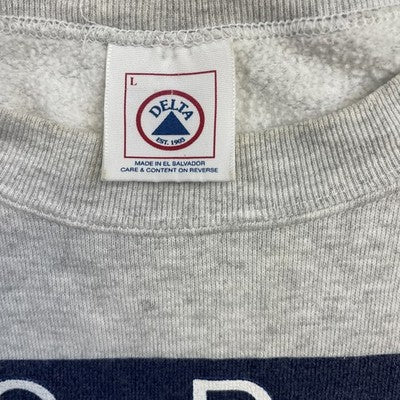 L
DELTA
EST. 1903
MADE IN EL SALVADOR
CARE & CONTENT ON REVERSE